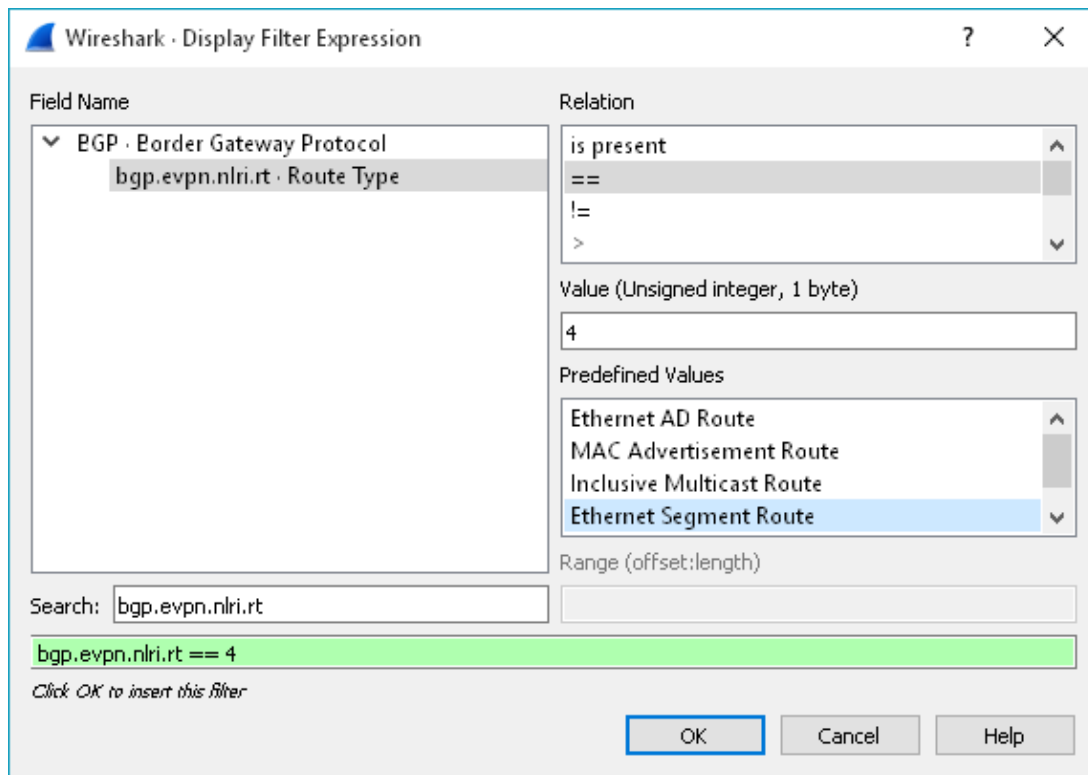 Wireshark · Display Filter Expression
?
Field Name
BGP · Border Gateway Protocol
bgp.evpn.nlri.rt · Route Type
Search: bgp.evpn.nlri.rt
Relation
is present
==
!=
>
Value (Unsigned integer, 1 byte)
4
Predefined Values
Ethernet AD Route
MAC Advertisement Route
Inclusive Multicast Route
Ethernet Segment Route
Range (offset:length)
bgp.evpn.nlri.rt == 4
Click OK to insert this filter
OK Cancel Help